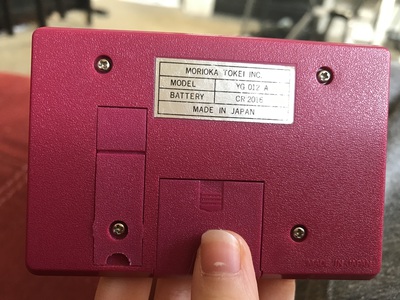 MORIOKA TOKEI INC.
MODEL YG 012 A
BATTERY CR 2016
MADE IN JAPAN